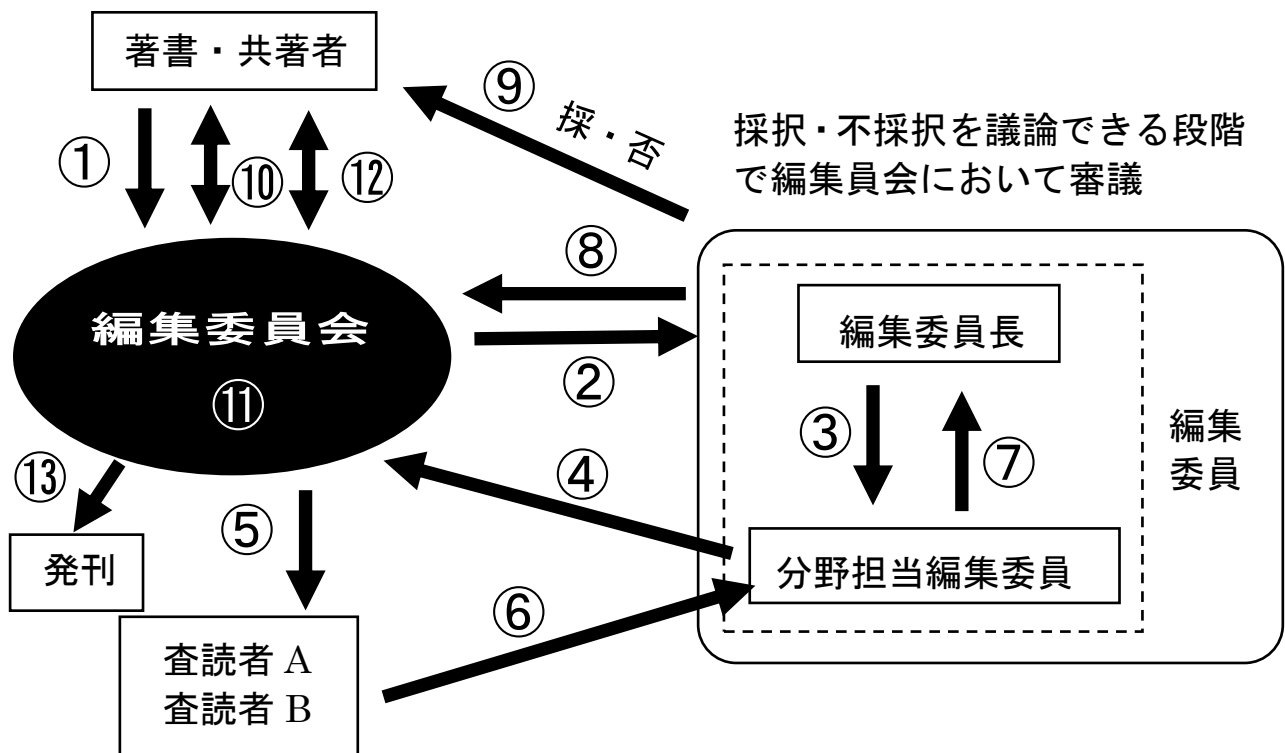 著書・共著者
⑨
採・否
採択・不採択を議論できる段階
で編集員会において審議
①
⑩
⑫
⑧
編集委員会
⑪
②
編集委員長
③
⑦
編集
委員
⑬
④
⑤
発刊
分野担当編集委員
⑥
査読者 A
査読者 B